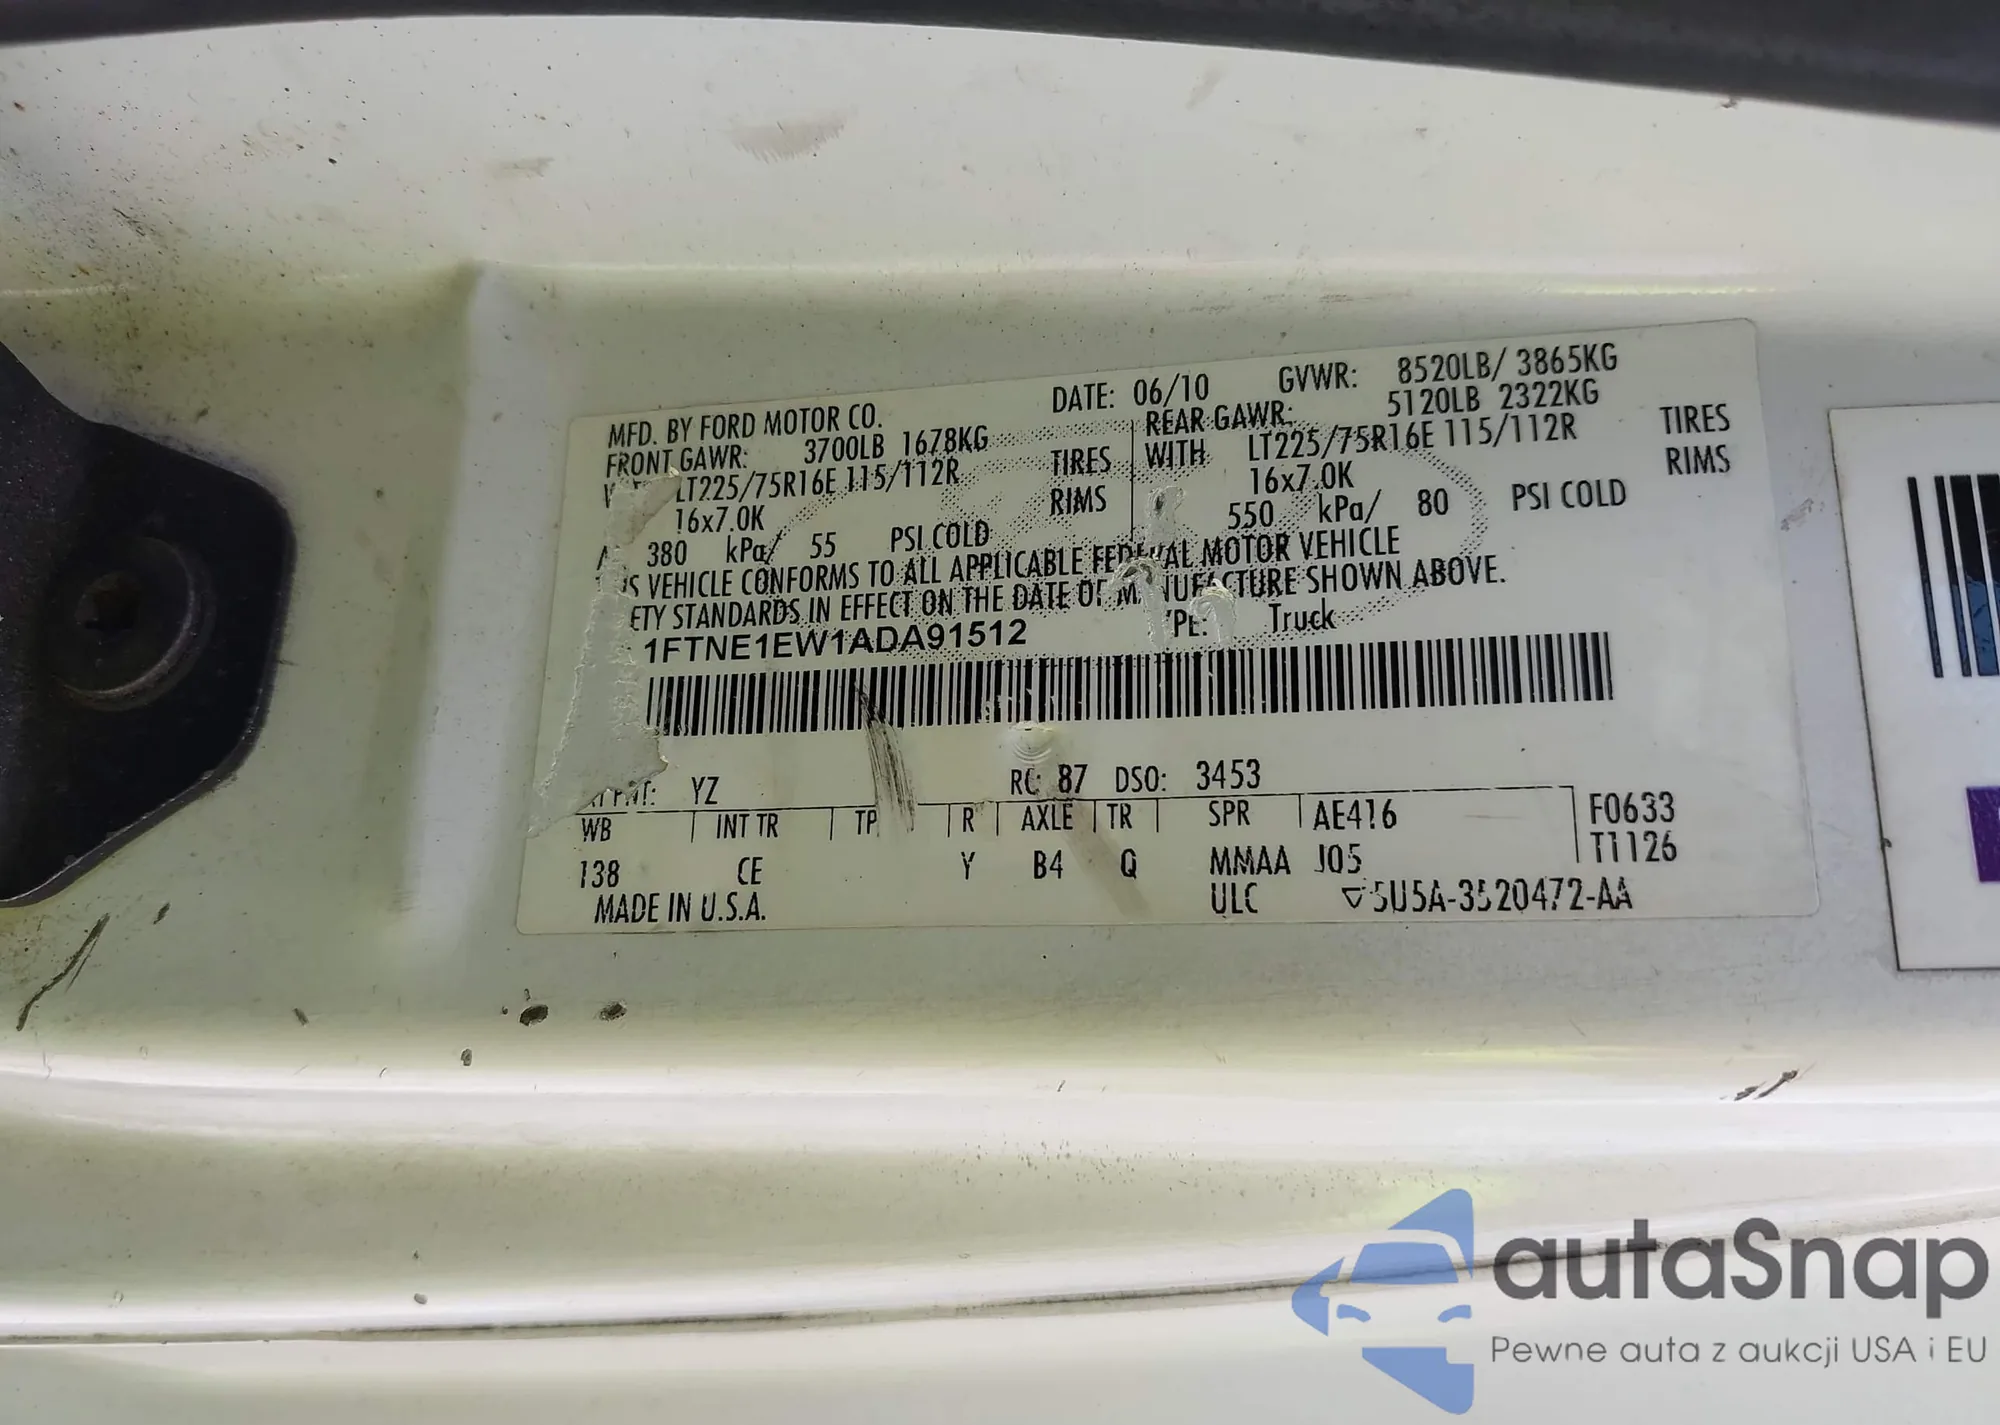 MFD. BY FORD MOTOR CO. DATE: 06/10 GVWR: 8520LB/ 3865KG
FRONT GAWR: 3700LB 1678KG REAR GAWR: 5120LB 2322KG
LT225/75R16E 115/112R TIRES WITH LT225/75R16E 115/112R TIRES
16x7.0K RIMS 16x7.0K RIMS
380 kPa/ 55 PSI COLD 550 kPa/ 80 PSI COLD
VEHICLE CONFORMS TO ALL APPLICABLE FEDERAL MOTOR VEHICLE
STANDARDS IN EFFECT ON THE DATE OF MANUFACTURE SHOWN ABOVE.
1FTNE1EW1ADA91512 Truck
YZ RC: 87 DSO: 3453
WB INT TR TP R AXLE TR SPR AE416 F0633
T1126
138 CE Y B4 Q MMAA J05
MADE IN U.S.A. ULC 5U5A-3520472-AA
autaSnap
Pewne auta z aukcji USA i EU